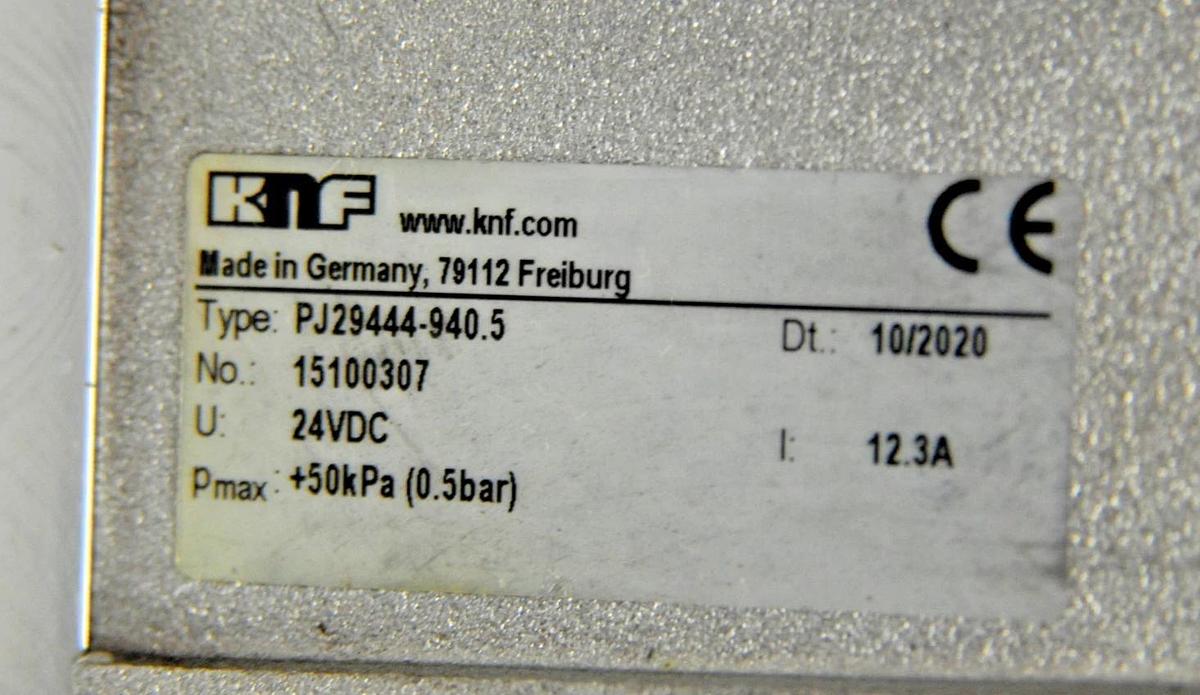 KNF www.knf.com CE
Made in Germany, 79112 Freiburg
Type: PJ29444-940.5 Dt.: 10/2020
No.: 15100307
U: 24VDC I: 12.3A
pmax: +50kPa (0.5bar)